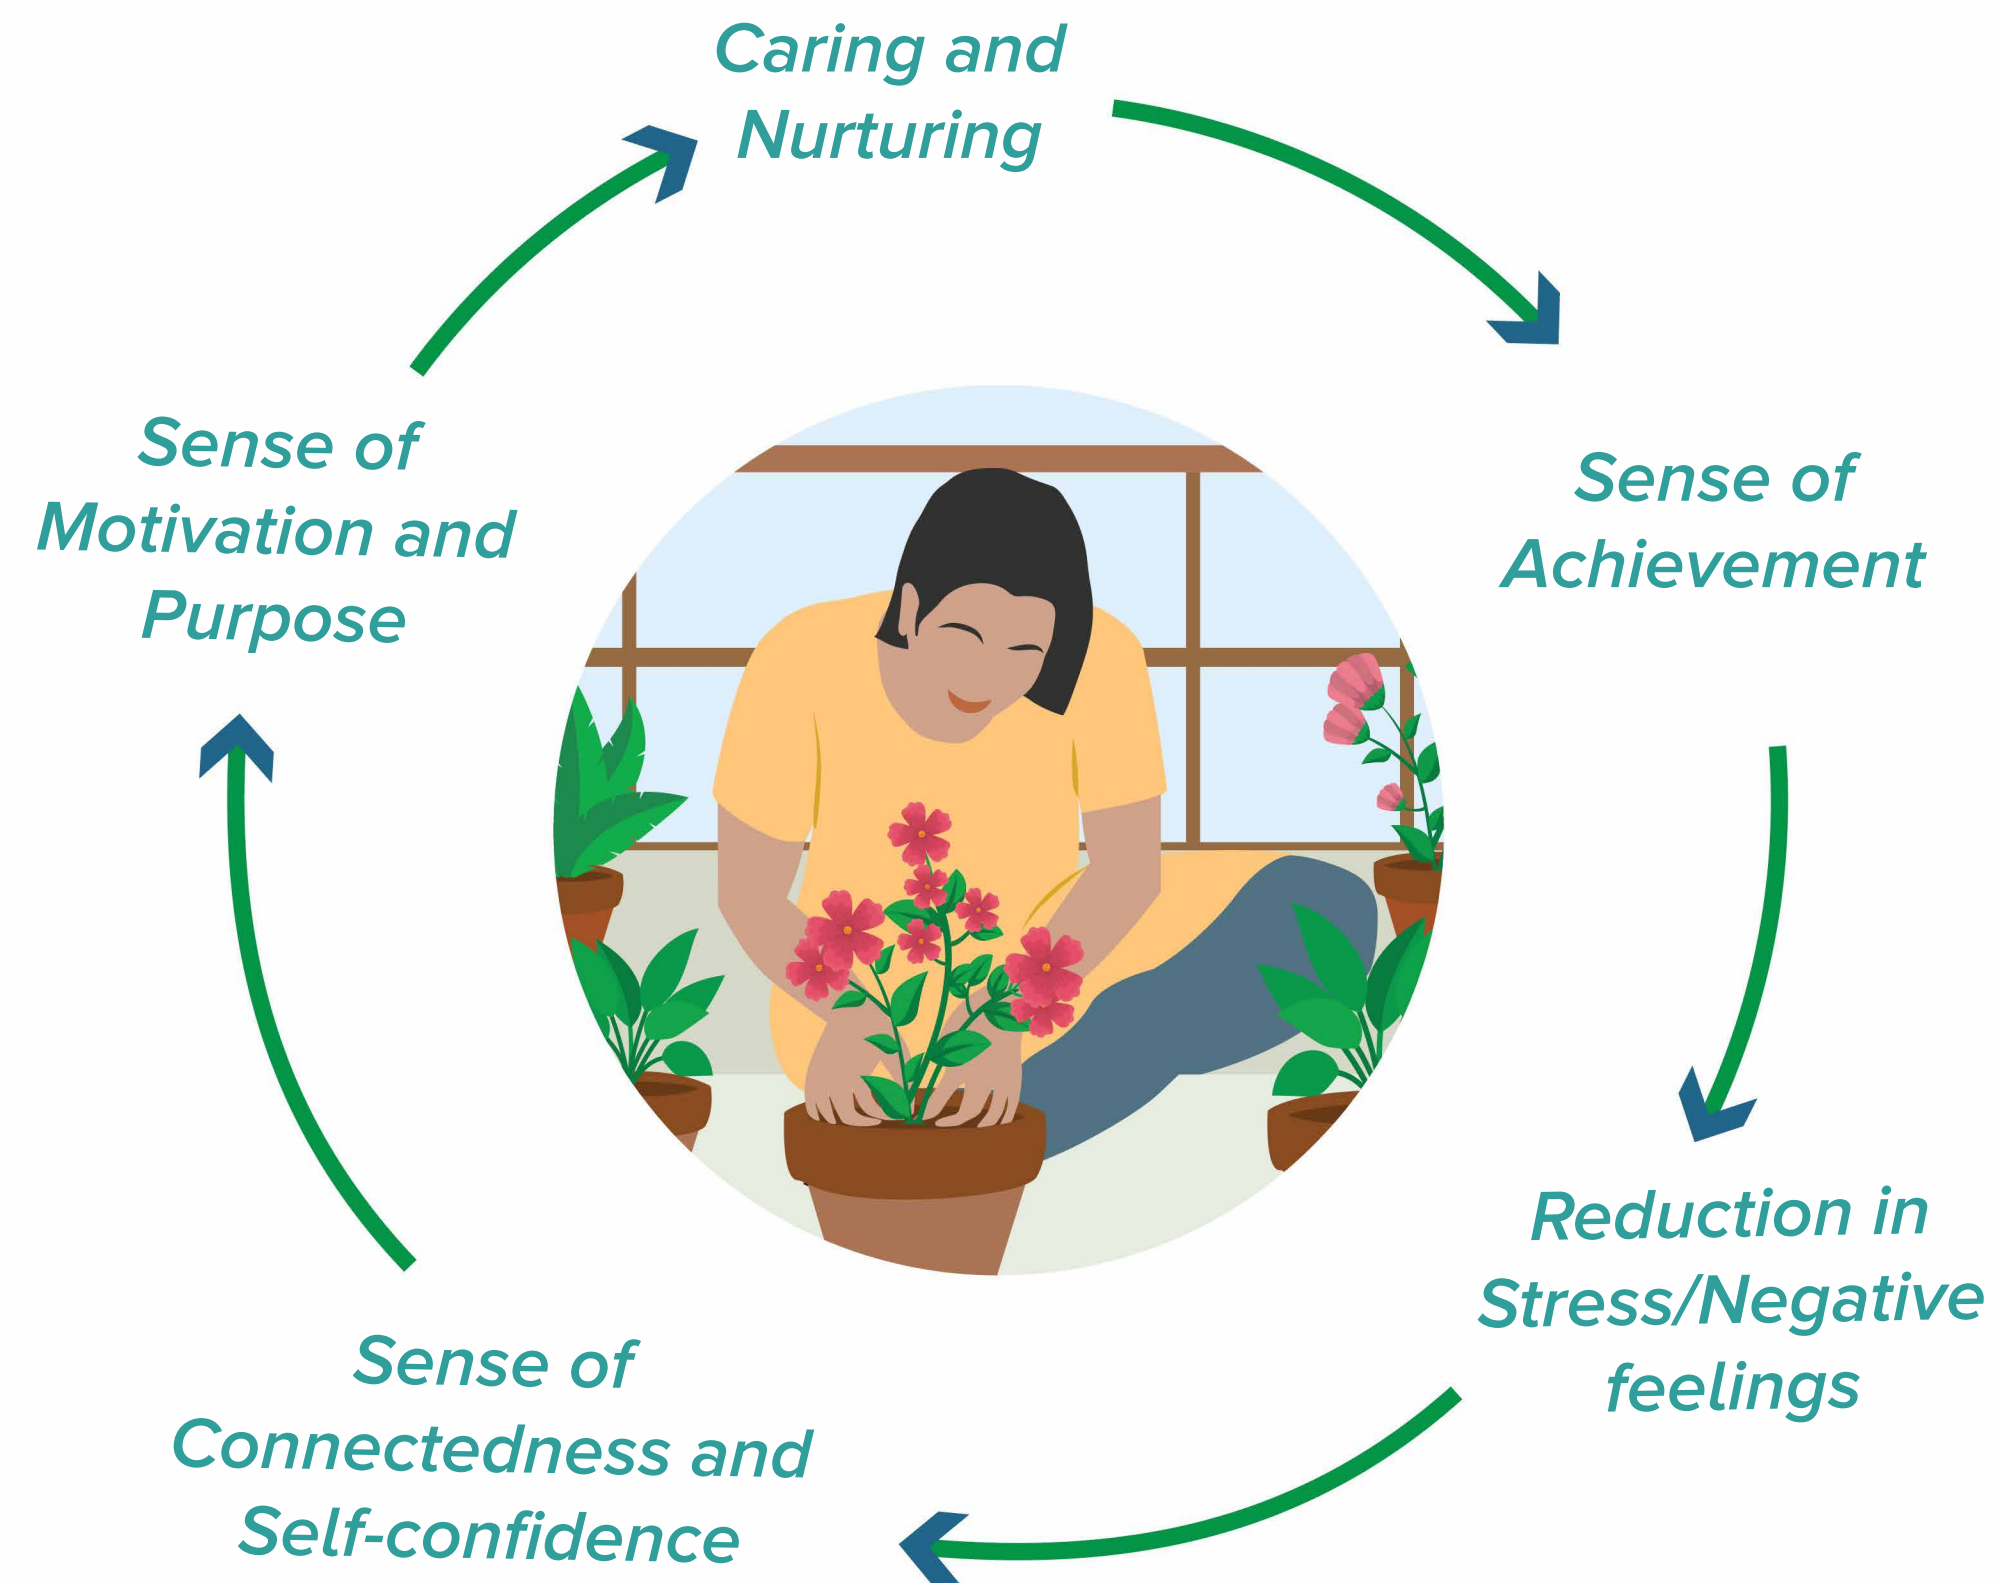 Caring and
Nurturing
Sense of
Achievement
Reduction in
Stress/Negative
feelings
Sense of
Connectedness and
Self-confidence
Sense of
Motivation and
Purpose